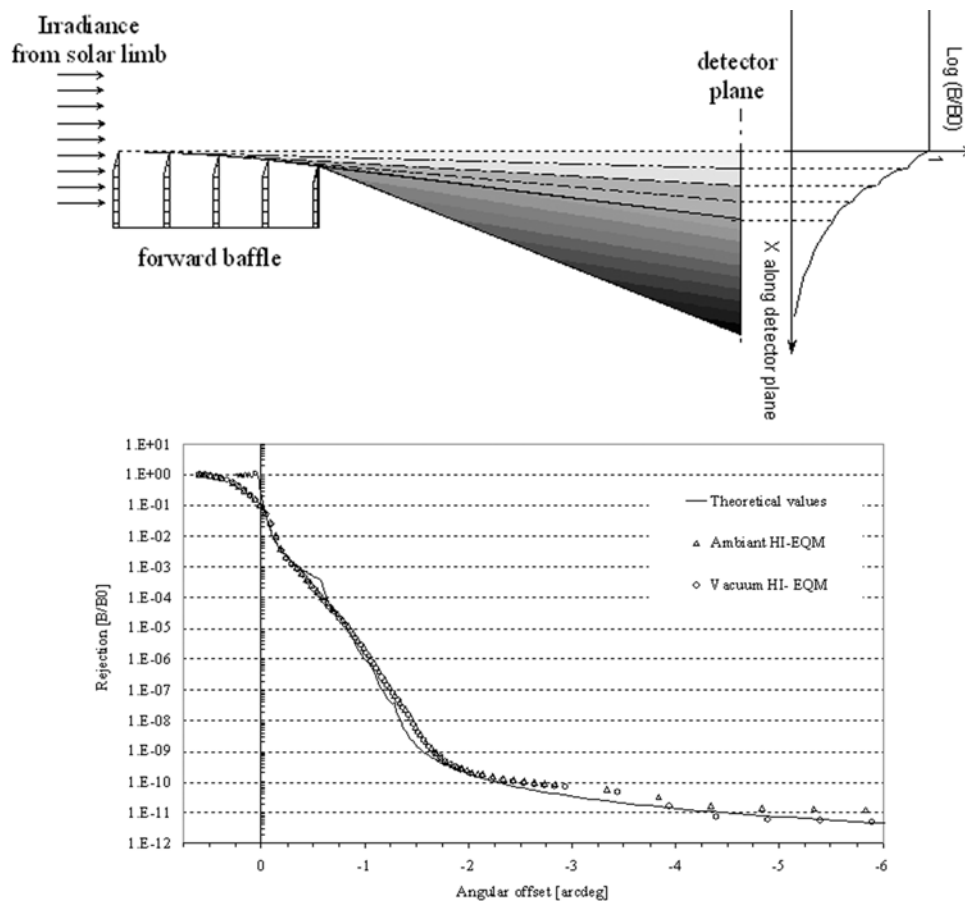 Irradiance
from solar limb
detector
plane
forward baffle
Log (B/B0)
1
X along detector plane
1.E+01
1.E+00
1.E-01
1.E-02
1.E-03
1.E-04
1.E-05
1.E-06
1.E-07
1.E-08
1.E-09
1.E-10
1.E-11
1.E-12
Rejection [B/B0]
Theoretical values
Ambiant HI-EQM
Vacuum HI- EQM
0 -1 -2 -3 -4 -5 -6
Angular offset [arcdeg]